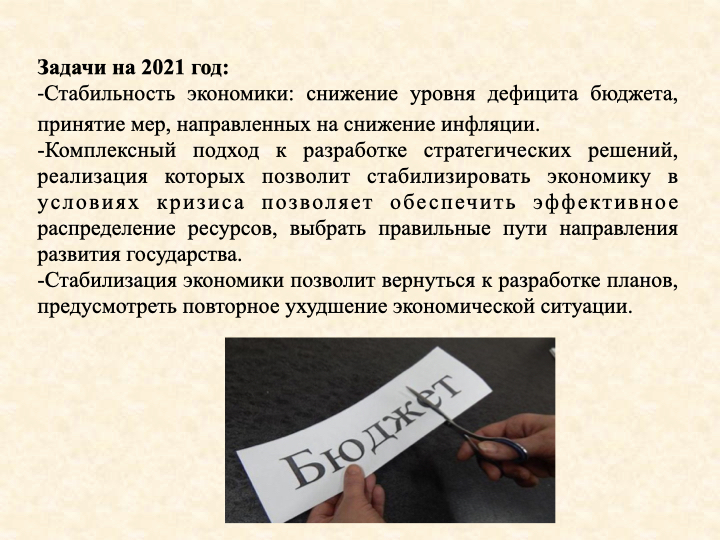 Задачи на 2021 год:
-Стабильность экономики: снижение уровня дефицита бюджета,
принятие мер, направленных на снижение инфляции.
-Комплексный подход к разработке стратегических решений,
реализация которых позволит стабилизировать экономику в
условиях кризиса позволяет обеспечить эффективное
распределение ресурсов, выбрать правильные пути направления
развития государства.
-Стабилизация экономики позволит вернуться к разработке планов,
предусмотреть повторное ухудшение экономической ситуации.
Бюджет